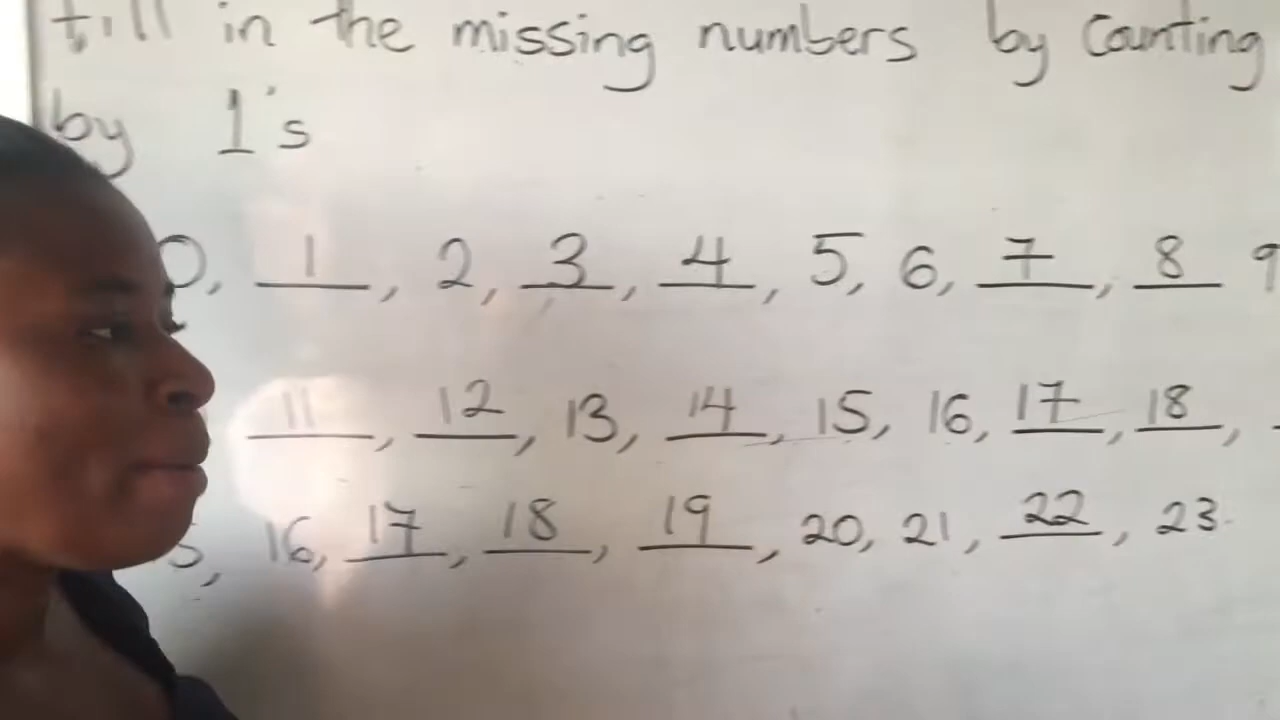 Fill in the missing numbers by Counting
by 1's
0, 1, 2, 3, 4, 5, 6, 7, 8 9
11, 12, 13, 14, 15, 16, 17, 18,
16, 17, 18, 19, 20, 21, 22, 23